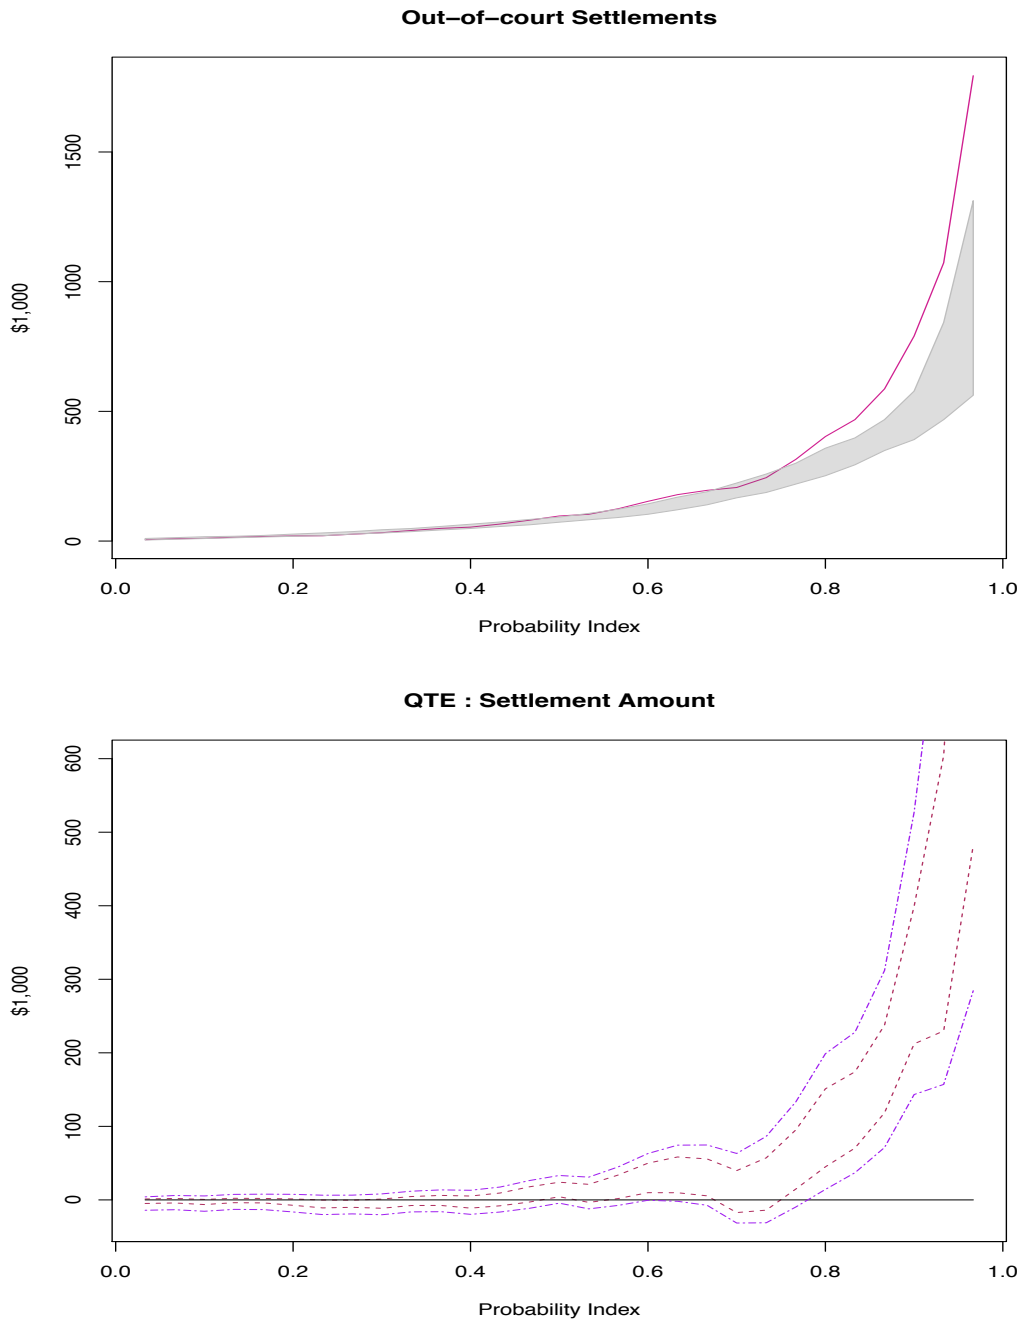 Out−of−court Settlements
1500
1000
500
0
$1,000
0.0 0.2 0.4 0.6 0.8 1.0
Probability Index
QTE : Settlement Amount
600
500
400
300
200
100
0
$1,000
0.0 0.2 0.4 0.6 0.8 1.0
Probability Index